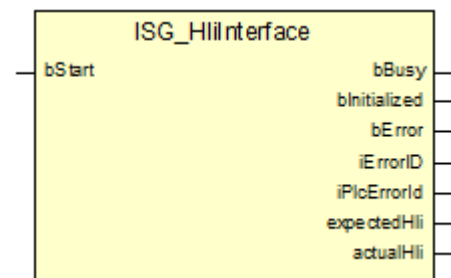 ISG_HliInterface
bStart
bBusy
bInitialized
bError
iErrorID
iPlcErrorId
expectedHli
actualHli